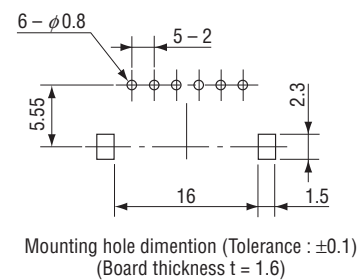 6 – ϕ0.8
5 – 2
5.55
2.3
16
1.5
Mounting hole dimention (Tolerance : ±0.1)
(Board thickness t = 1.6)